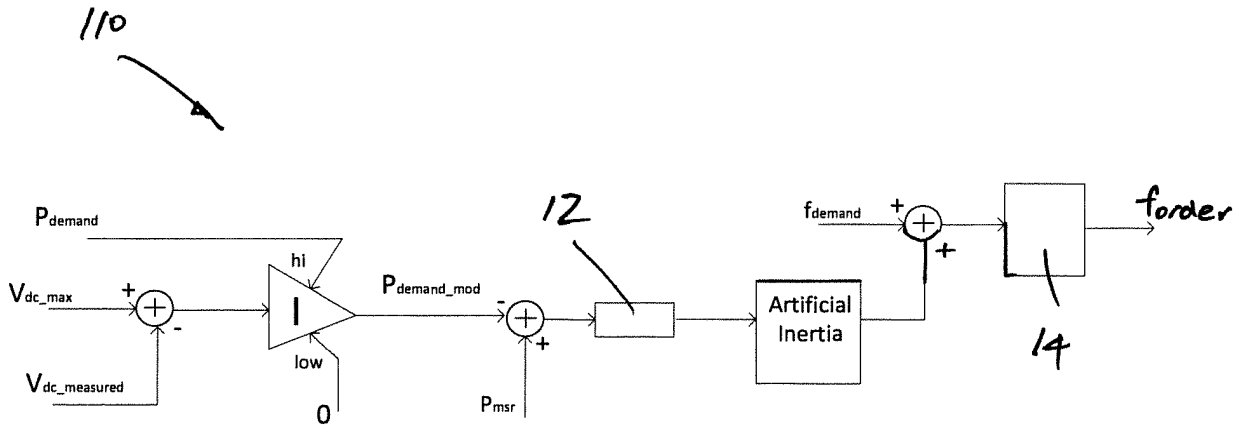 110
Pdemand
hi
Vdc_max
+
+
-
I
Vdc_measured
low
0
Pdemand_mod
-
+
+
Pmsr
12
Artificial
Inertia
fdemand
+
+
+
forder
14